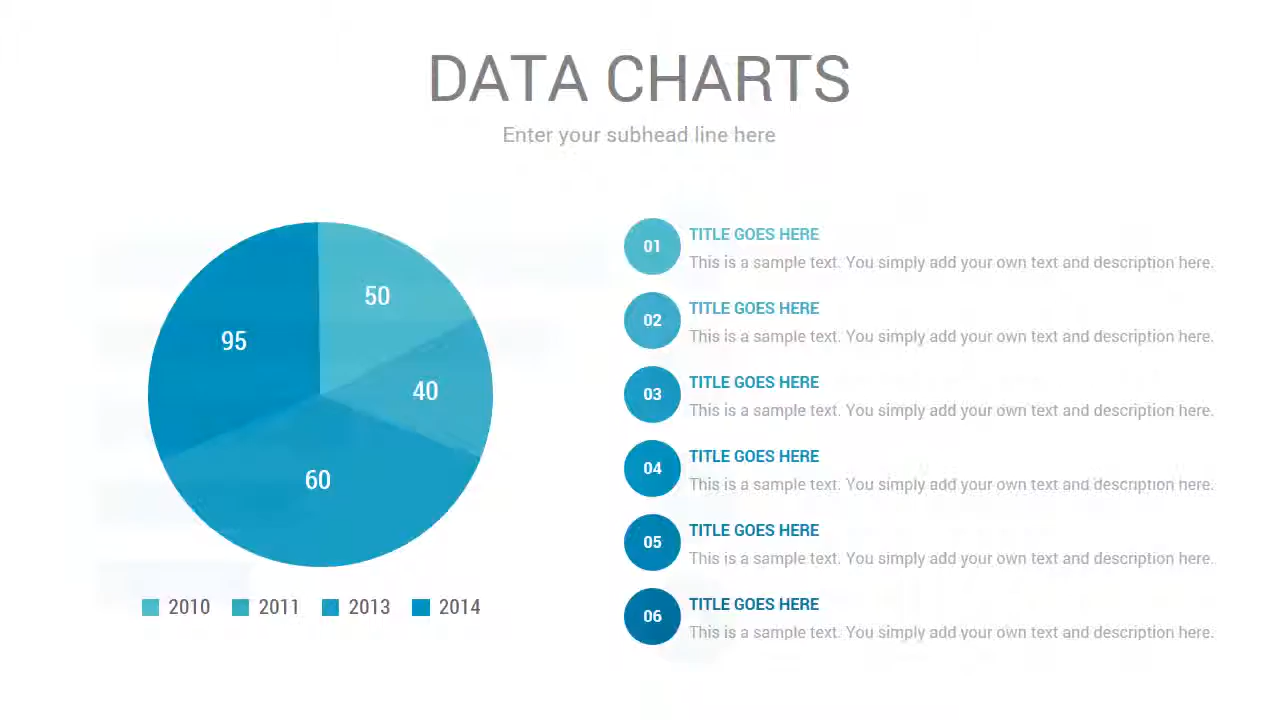 DATA CHARTS
Enter your subhead line here
50
95
40
60
2010 2011 2013 2014
01 TITLE GOES HERE
This is a sample text. You simply add your own text and description here.
02 TITLE GOES HERE
This is a sample text. You simply add your own text and description here.
03 TITLE GOES HERE
This is a sample text. You simply add your own text and description here.
04 TITLE GOES HERE
This is a sample text. You simply add your own text and description here.
05 TITLE GOES HERE
This is a sample text. You simply add your own text and description here.
06 TITLE GOES HERE
This is a sample text. You simply add your own text and description here.